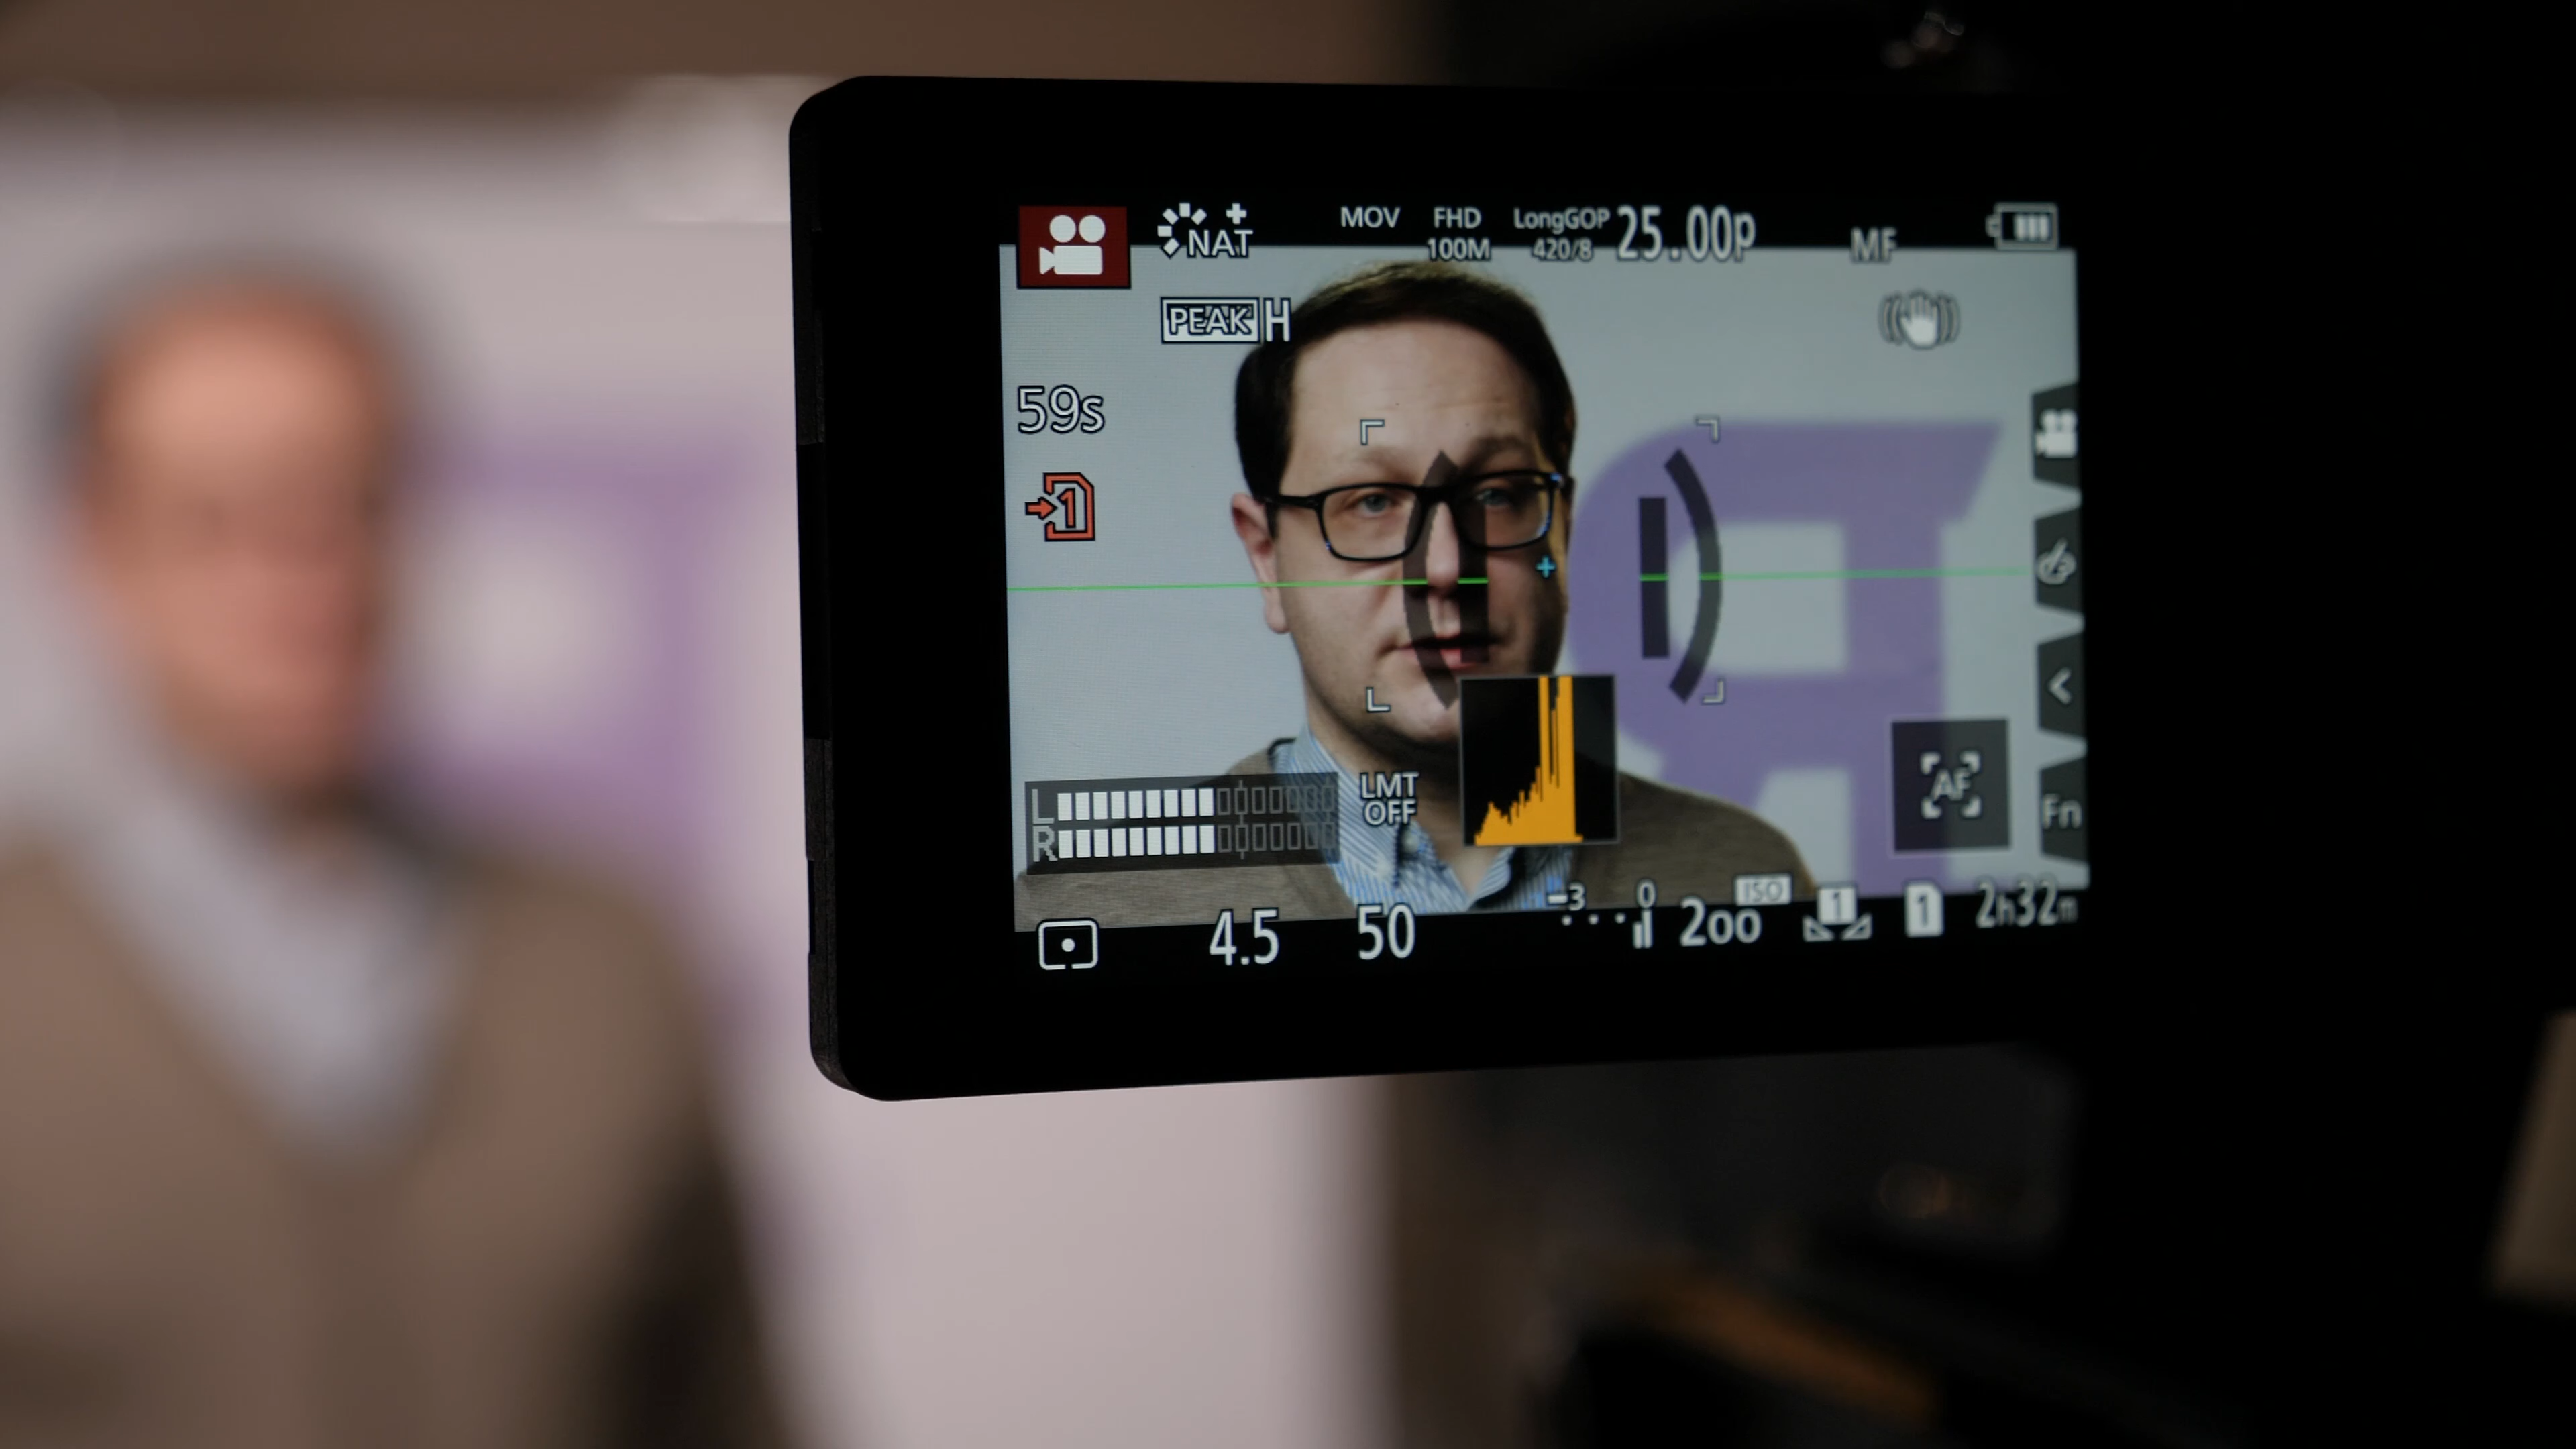 NAT
MOV FHD LongGOP 25.00p MF
100M 420/8
PEAK H
59s
1
L
R
LMT
OFF
AF
Fn
-3 0 ISO
4.5 50 200 1 1 2h32m